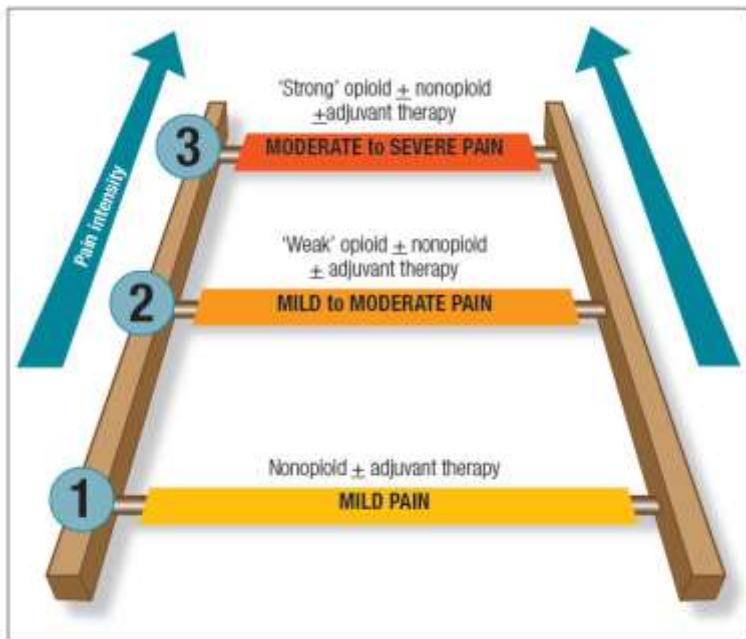 'Strong' opioid ± nonopioid
±adjuvant therapy
3
MODERATE to SEVERE PAIN
Pain intensity
'Weak' opioid ± nonopioid
± adjuvant therapy
2
MILD to MODERATE PAIN
Nonopioid ± adjuvant therapy
1
MILD PAIN